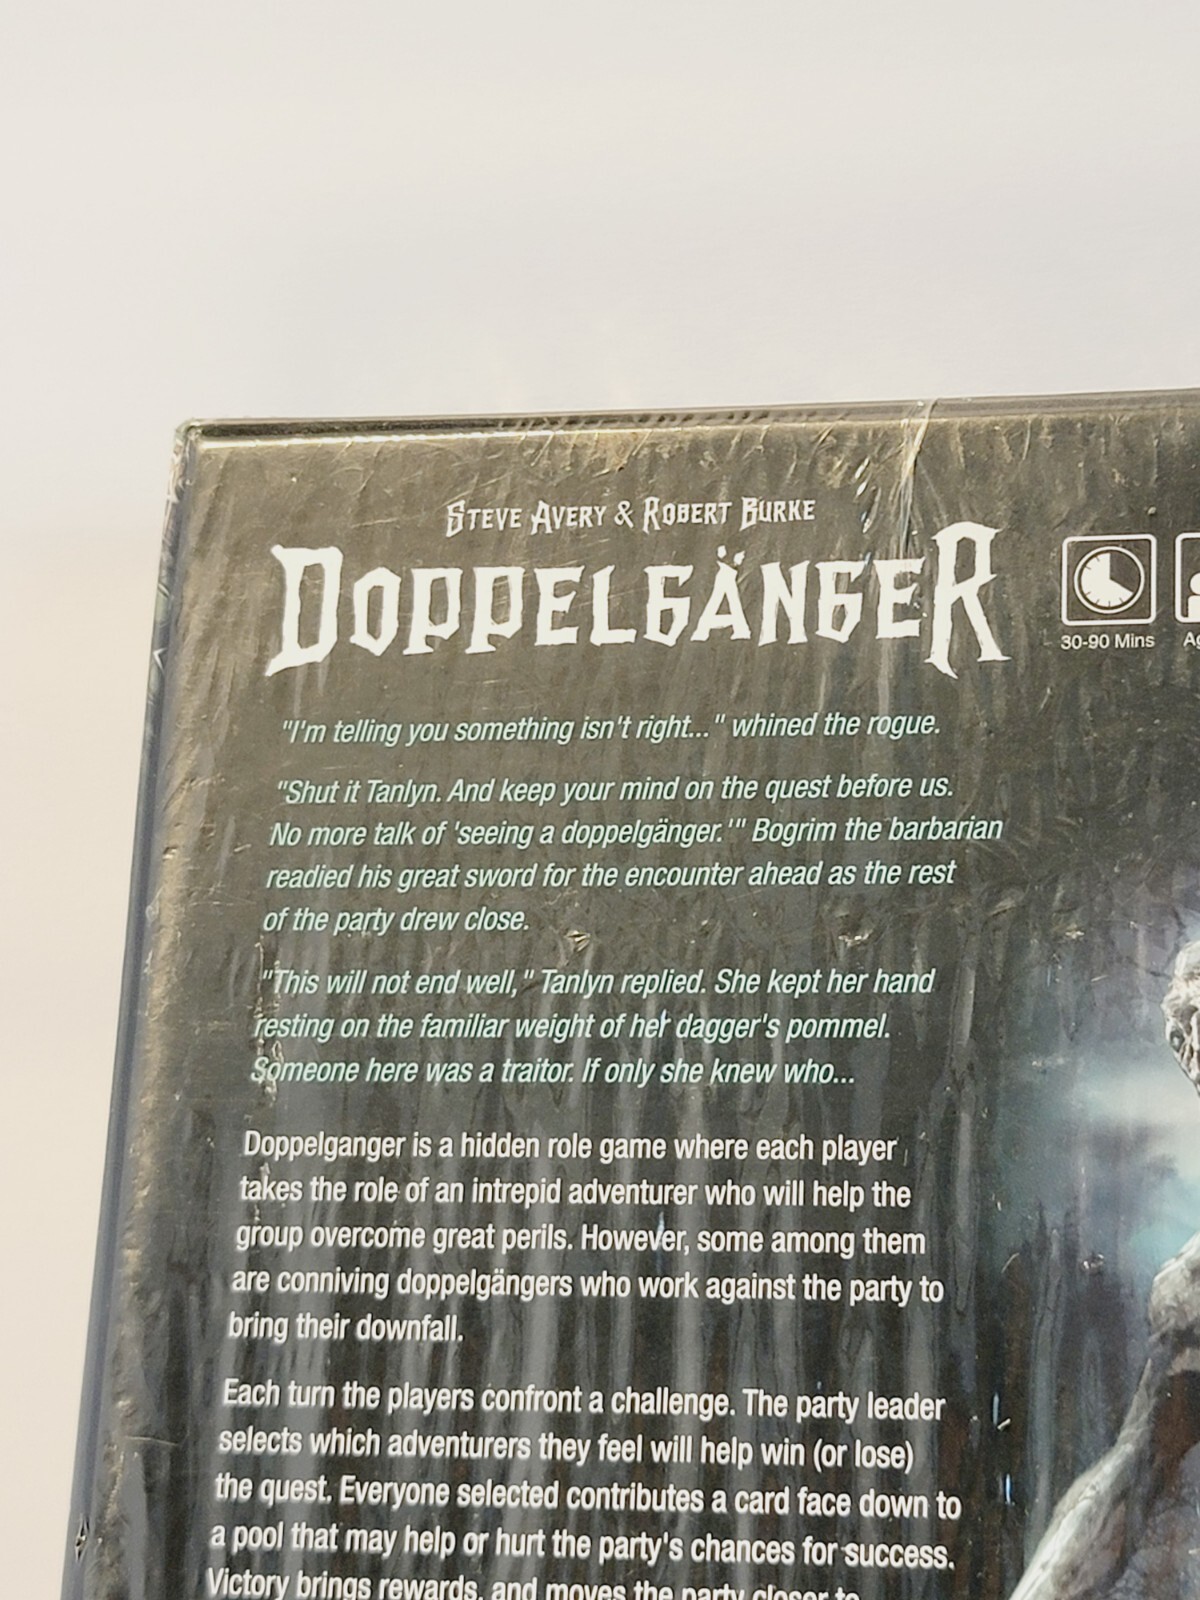 STEVE AVERY & ROBERT BURKE
DOPPELGÄNGER
30-90 Mins
"I'm telling you something isn't right..." whined the rogue.
"Shut it Tanlyn. And keep your mind on the quest before us.
No more talk of 'seeing a doppelgänger.'" Bogrim the barbarian
readied his great sword for the encounter ahead as the rest
of the party drew close.
"This will not end well," Tanlyn replied. She kept her hand
resting on the familiar weight of her dagger's pommel.
Someone here was a traitor. If only she knew who...
Doppelganger is a hidden role game where each player
takes the role of an intrepid adventurer who will help the
group overcome great perils. However, some among them
are conniving doppelgängers who work against the party to
bring their downfall.
Each turn the players confront a challenge. The party leader
selects which adventurers they feel will help win (or lose)
the quest. Everyone selected contributes a card face down to
a pool that may help or hurt the party's chances for success.
Victory brings rewards, and moves the party closer to